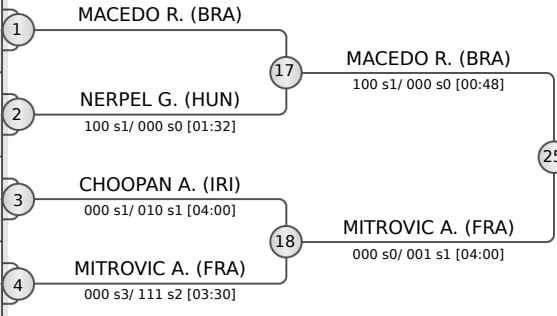 MACEDO R. (BRA)
1
17
MACEDO R. (BRA)
100 s1/ 000 s0 [00:48]
NERPEL G. (HUN)
2
100 s1/ 000 s0 [01:32]
25
CHOOPAN A. (IRI)
3
000 s1/ 010 s1 [04:00]
18
MITROVIC A. (FRA)
000 s0/ 001 s1 [04:00]
MITROVIC A. (FRA)
4
000 s3/ 111 s2 [03:30]